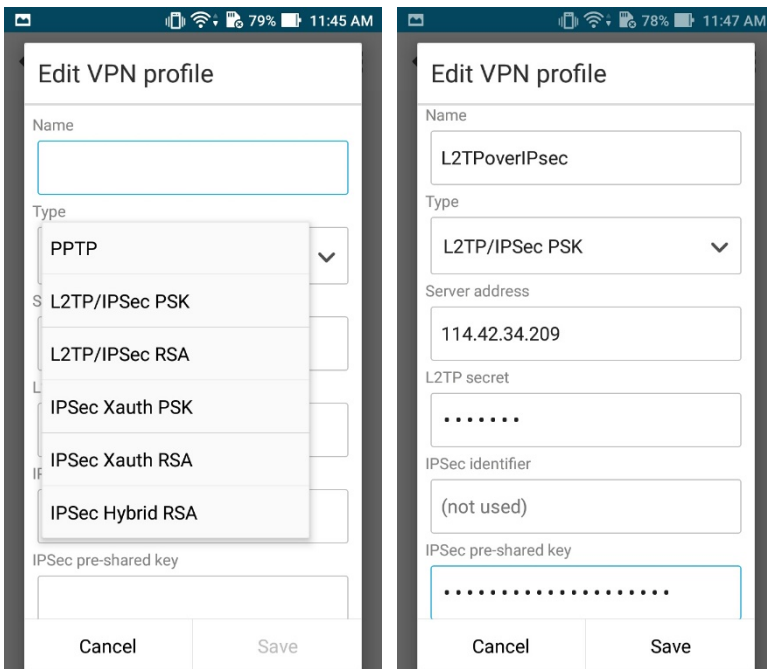 79% 11:45 AM
Edit VPN profile
Name
Type
PPTP
S
L2TP/IPSec PSK
L2TP/IPSec RSA
L
IPSec Xauth PSK
IPSec Xauth RSA
IPSec Hybrid RSA
IPSec pre-shared key
Cancel Save
78% 11:47 AM
Edit VPN profile
Name
L2TPoverIPsec
Type
L2TP/IPSec PSK
Server address
114.42.34.209
L2TP secret
•••••••
IPSec identifier
(not used)
IPSec pre-shared key
••••••••••••••••••••
Cancel Save